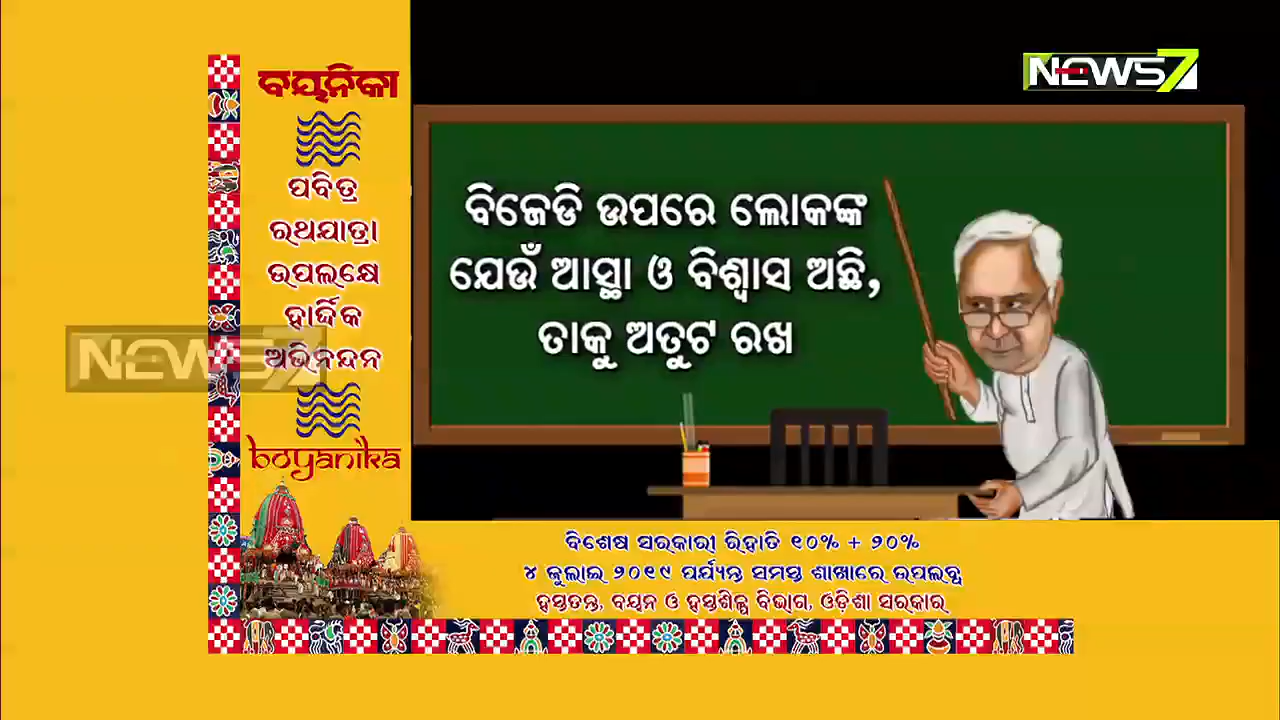 ବୟନିକା
ପବିତ୍ର
ରଥଯାତ୍ରା
ଉପଲକ୍ଷେ
ହାର୍ଦ୍ଦିକ
ଅଭିନନ୍ଦନ
boyanika
NEWS7
NEWS7
ବିଜେଡି ଉପରେ ଲୋକଙ୍କ
ଯେଉଁ ଆସ୍ଥା ଓ ବିଶ୍ୱାସ ଅଛି,
ତାକୁ ଅତୁଟ ରଖ
ବିଶେଷ ସରକାରୀ ରିହାତି ୧୦% + ୨୦%
୪ ଜୁଲାଇ ୨୦୧୯ ପର୍ଯ୍ୟନ୍ତ ସମସ୍ତ ଶାଖାରେ ଉପଲବ୍ଧ
ହସ୍ତତନ୍ତ, ବୟନ ଓ ହସ୍ତଶିଳ୍ପ ବିଭାଗ, ଓଡ଼ିଶା ସରକାର